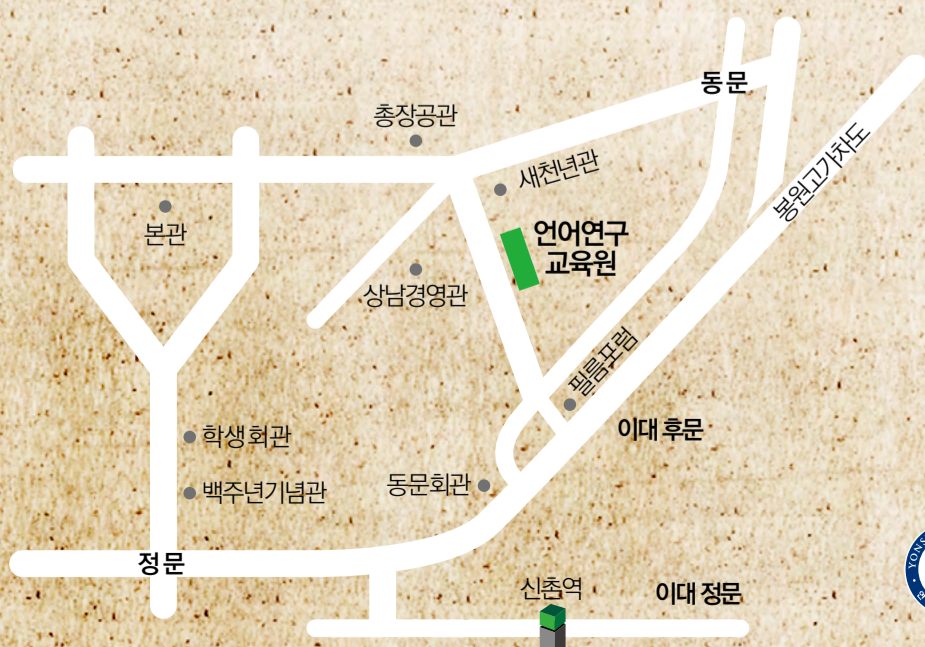 동문
총장공관
새천년관
봉원고가차도
본관
언어연구
교육원
상남경영관
필름포럼
이대 후문
학생회관
동문회관
백주년기념관
정문
신촌역
이대 정문
YONS